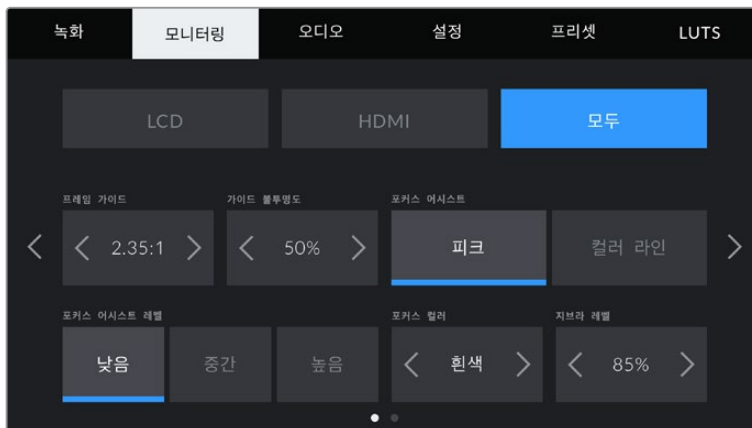 녹화 모니터링 오디오 설정 프리셋 LUTS
LCD HDMI 모두
프레임 가이드 가이드 불투명도 포커스 어시스트
2.35:1 50% 피크 컬러 라인
포커스 어시스트 레벨 포커스 컬러 지브라 레벨
낮음 중간 높음 흰색 85%